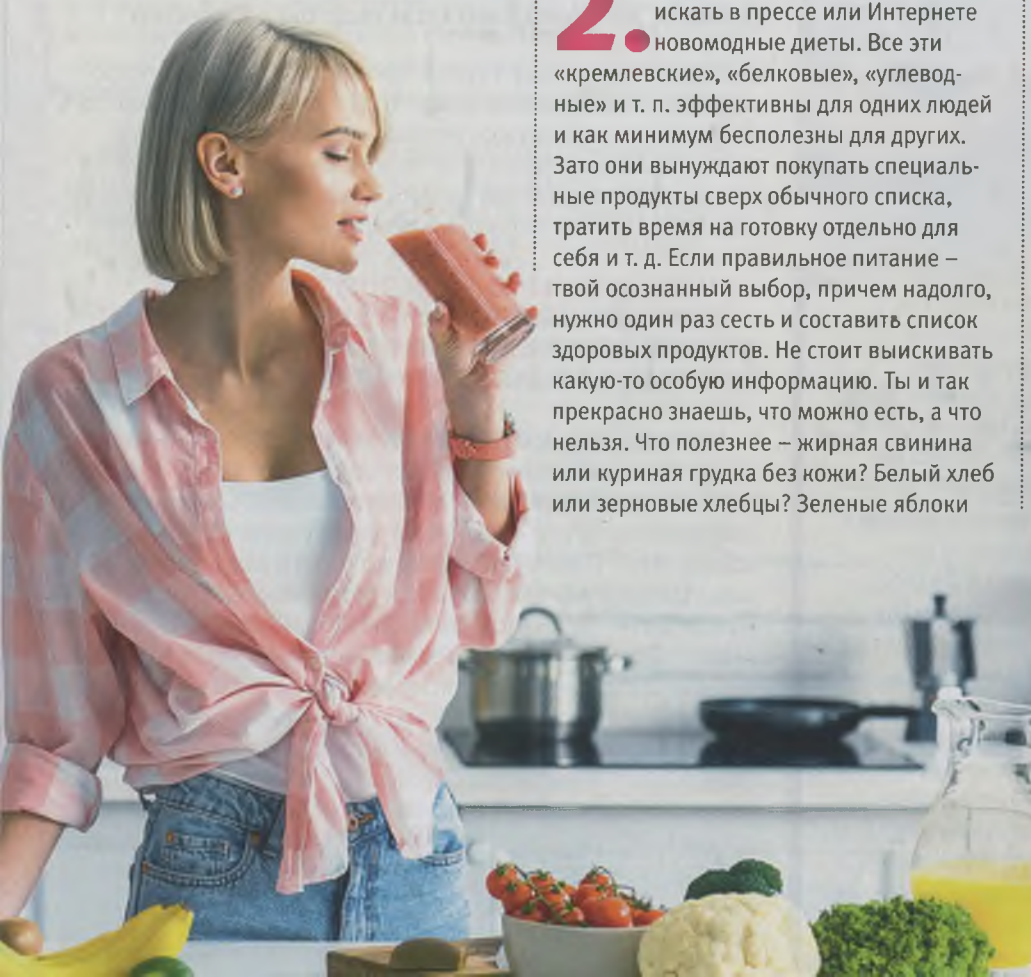 2.
искать в прессе или Интернете
новомодные диеты. Все эти
«кремлевские», «белковые», «углевод-
ные» и т. п. эффективны для одних людей
и как минимум бесполезны для других.
Зато они вынуждают покупать специаль-
ные продукты сверх обычного списка,
тратить время на готовку отдельно для
себя и т. д. Если правильное питание –
твой осознанный выбор, причем надолго,
нужно один раз сесть и составить список
здоровых продуктов. Не стоит выискивать
какую-то особую информацию. Ты и так
прекрасно знаешь, что можно есть, а что
нельзя. Что полезнее – жирная свинина
или куриная грудка без кожи? Белый хлеб
или зерновые хлебцы? Зеленые яблоки